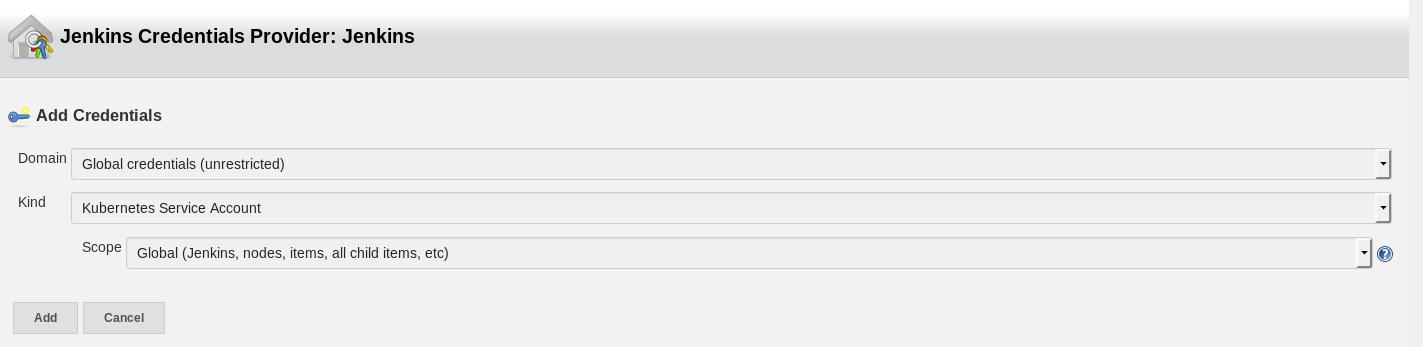 Jenkins Credentials Provider: Jenkins
Add Credentials
Domain Global credentials (unrestricted)
Kind Kubernetes Service Account
Scope Global (Jenkins, nodes, items, all child items, etc) ?
Add Cancel